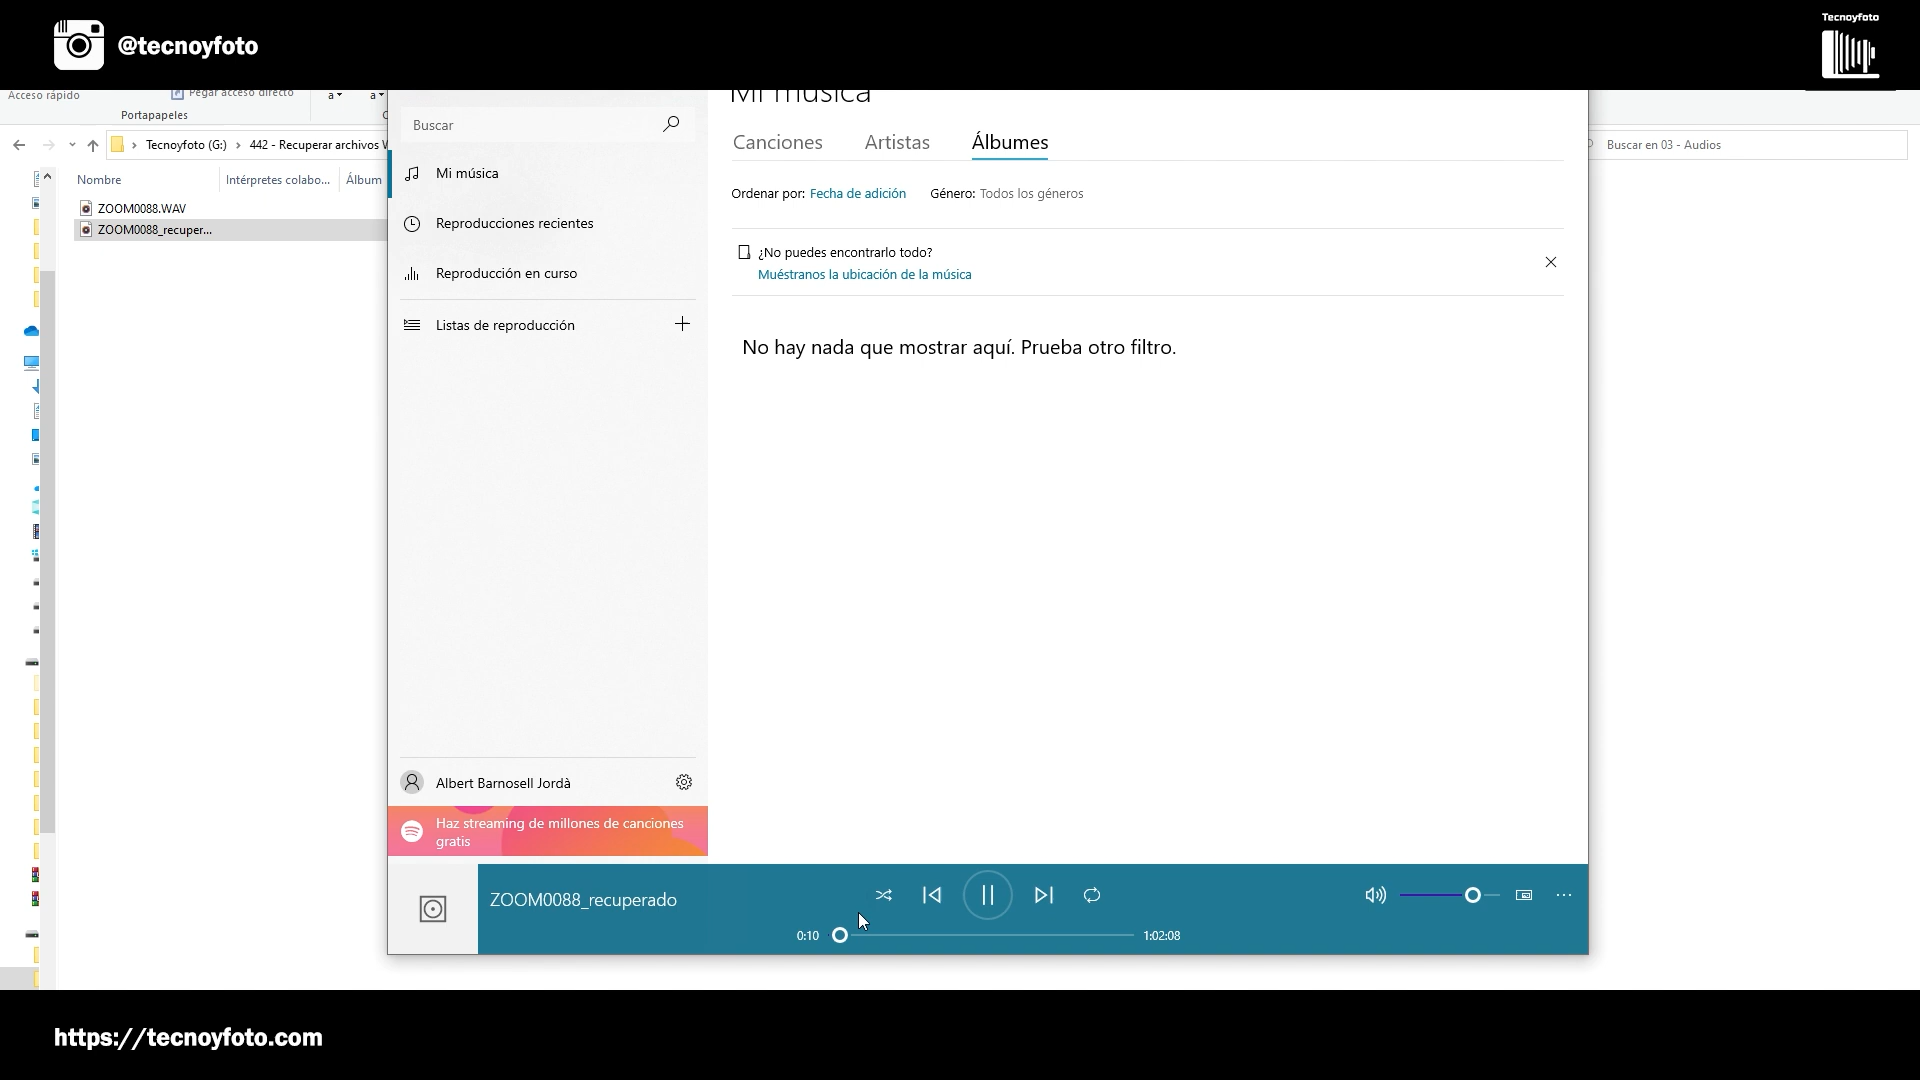 @tecnoyfoto
Tecnoyfoto
Acceso rápido
Pegar acceso directo
Portapapeles
Tecnoyfoto (G:) > 442 - Recuperar archivos
Buscar en 03 - Audios
Nombre
Intérpretes colabo...
Álbum
ZOOM0088.WAV
ZOOM0088_recuper...
Buscar
Mi música
Reproducciones recientes
Reproducción en curso
Listas de reproducción
Albert Barnosell Jordà
Haz streaming de millones de canciones
gratis
Mi música
Canciones
Artistas
Álbumes
Ordenar por: Fecha de adición
Género: Todos los géneros
¿No puedes encontrarlo todo?
Muéstranos la ubicación de la música
No hay nada que mostrar aquí. Prueba otro filtro.
ZOOM0088_recuperado
0:10
1:02:08
https://tecnoyfoto.com